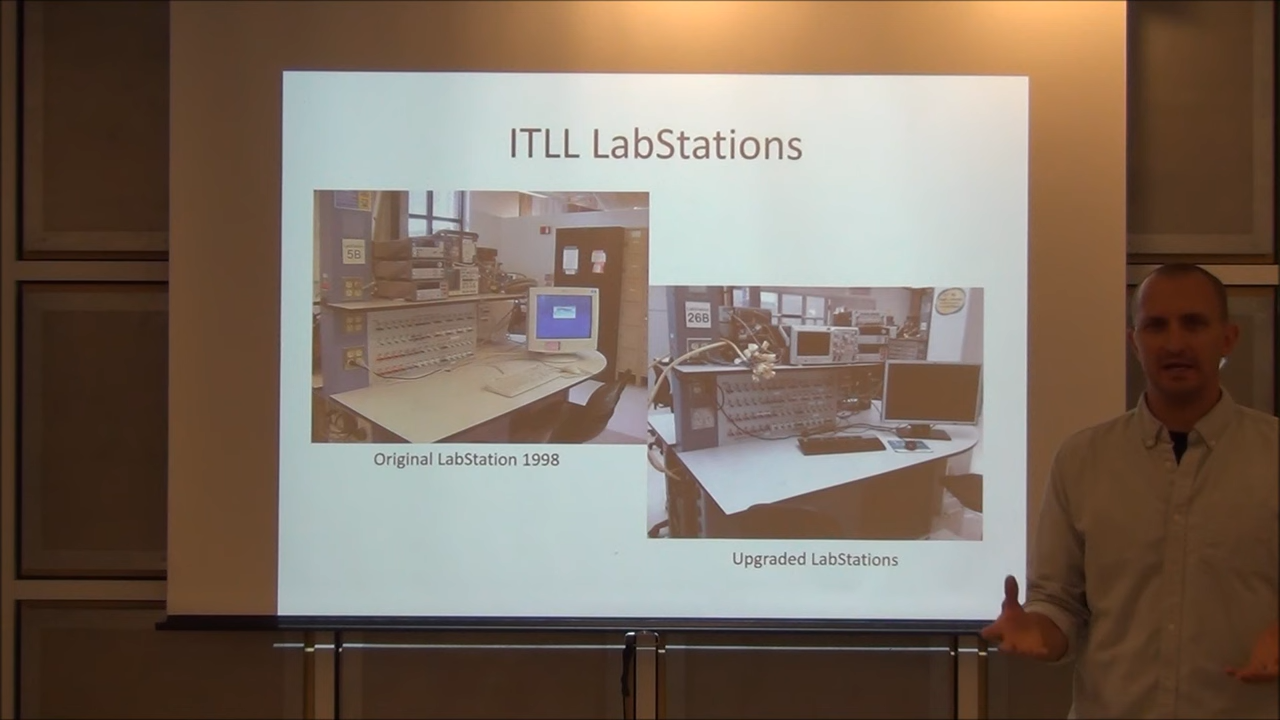 ITLL LabStations
5B
26B
Original LabStation 1998
Upgraded LabStations